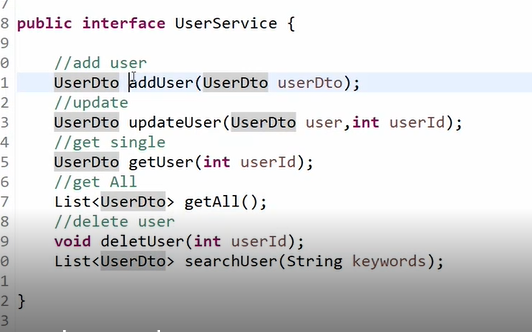 8 public interface UserService {
9
0 //add user
1 UserDto addUser(UserDto userDto);
2 //update
3 UserDto updateUser(UserDto user,int userId);
4 //get single
5 UserDto getUser(int userId);
6 //get All
7 List<UserDto> getAll();
8 //delete user
9 void deletUser(int userId);
0 List<UserDto> searchUser(String keywords);
1
2 }
3